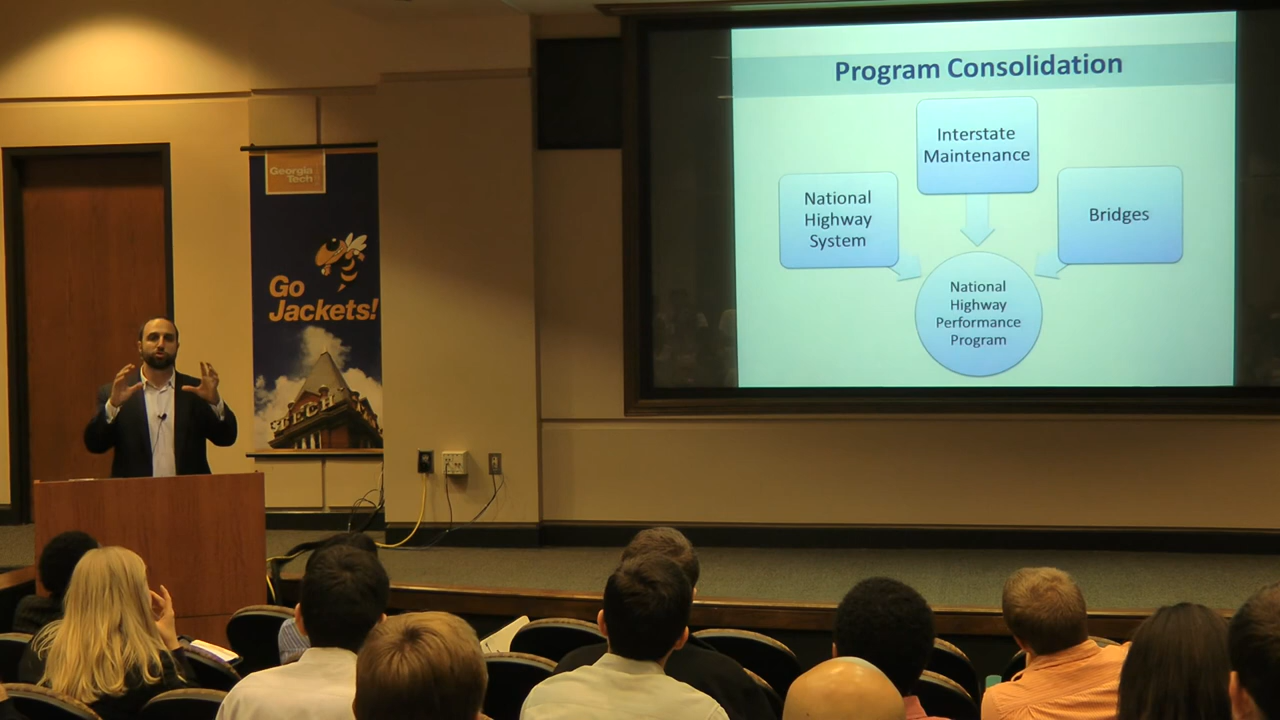 Program Consolidation
Interstate
Maintenance
National
Highway
System
Bridges
National
Highway
Performance
Program
Georgia
Tech
Go
Jackets!
TECH